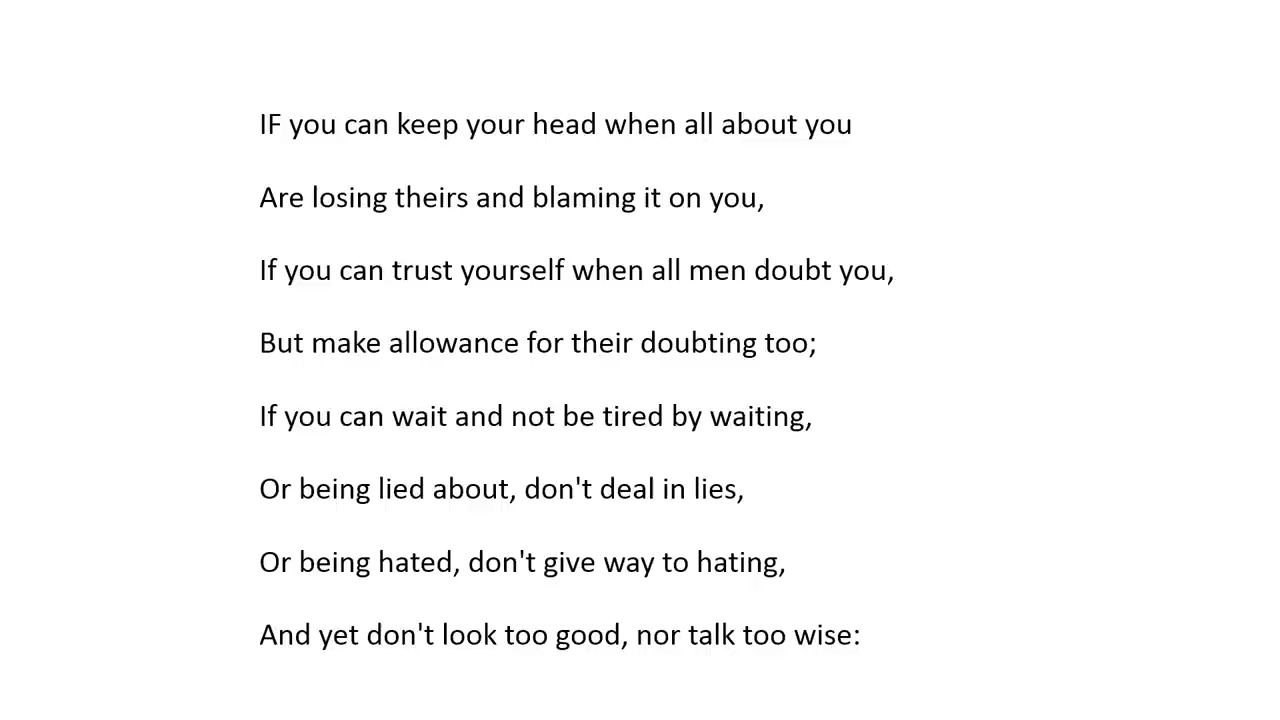 IF you can keep your head when all about you
Are losing theirs and blaming it on you,
If you can trust yourself when all men doubt you,
But make allowance for their doubting too;
If you can wait and not be tired by waiting,
Or being lied about, don't deal in lies,
Or being hated, don't give way to hating,
And yet don't look too good, nor talk too wise: